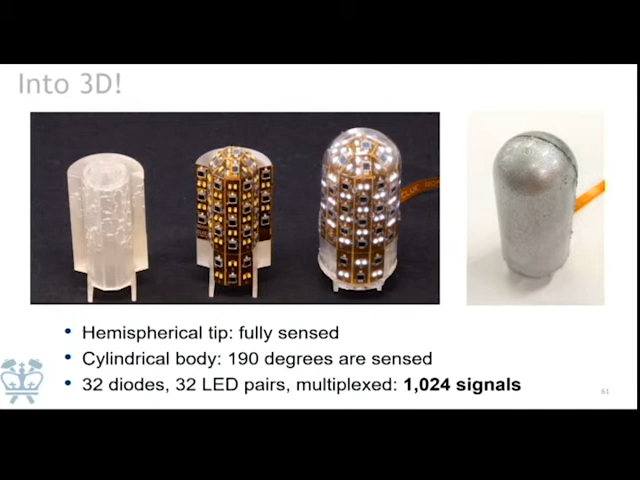 Into 3D!
• Hemispherical tip: fully sensed
• Cylindrical body: 190 degrees are sensed
• 32 diodes, 32 LED pairs, multiplexed: 1,024 signals
61